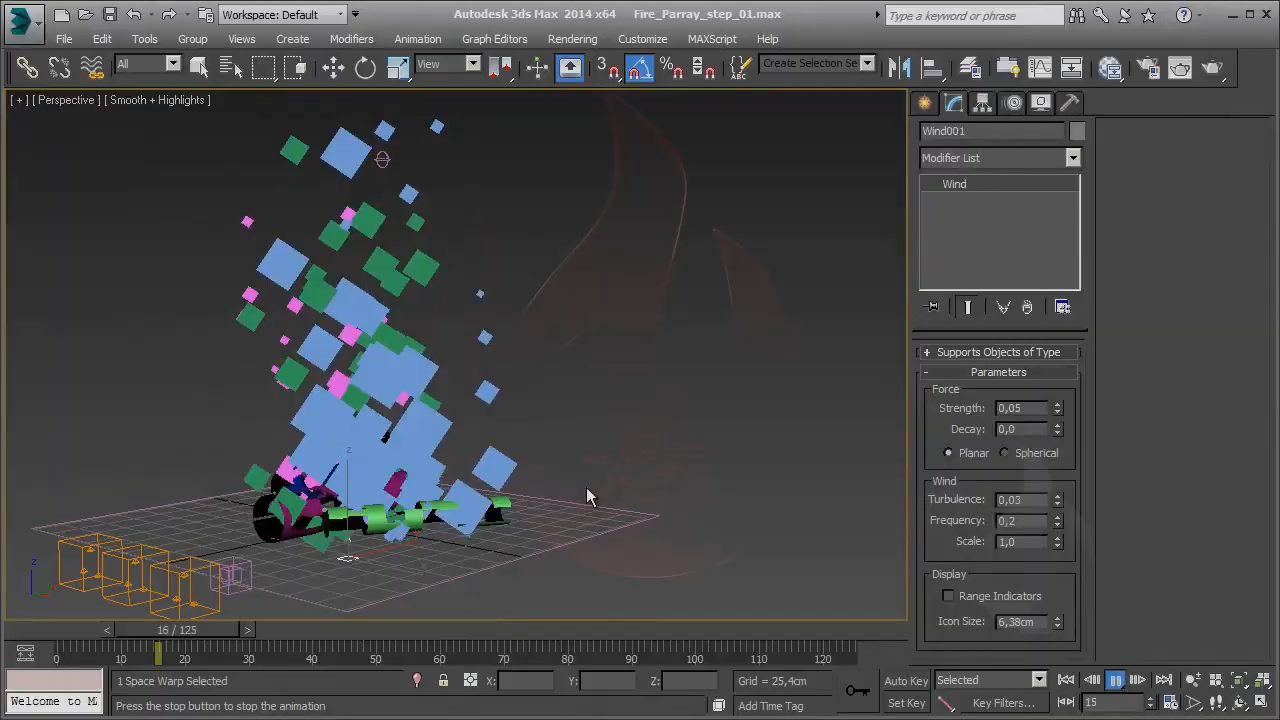 Workspace: Default
Autodesk 3ds Max 2014 x64
Fire_Parray_step_01.max
Type a keyword or phrase
File Edit Tools Group Views Create Modifiers Animation Graph Editors Rendering Customize MAXScript Help
All
View
3
Create Selection Se
[ + ] [ Perspective ] [ Smooth + Highlights ]
Wind001
Modifier List
Wind
+ Supports Objects of Type
- Parameters
Force
Strength: 0,05
Decay: 0,0
Planar Spherical
Wind
Turbulence: 0,03
Frequency: 0,2
Scale: 1,0
Display
Range Indicators
Icon Size: 6,38cm
z
z
< 16 / 125 >
0 10 20 30 40 50 60 70 80 90 100 110 120
1 Space Warp Selected
X: Y: Z:
Grid = 25,4cm
Auto Key
Selected
Welcome to M
Press the stop button to stop the animation
Add Time Tag
Set Key
Key Filters...
15